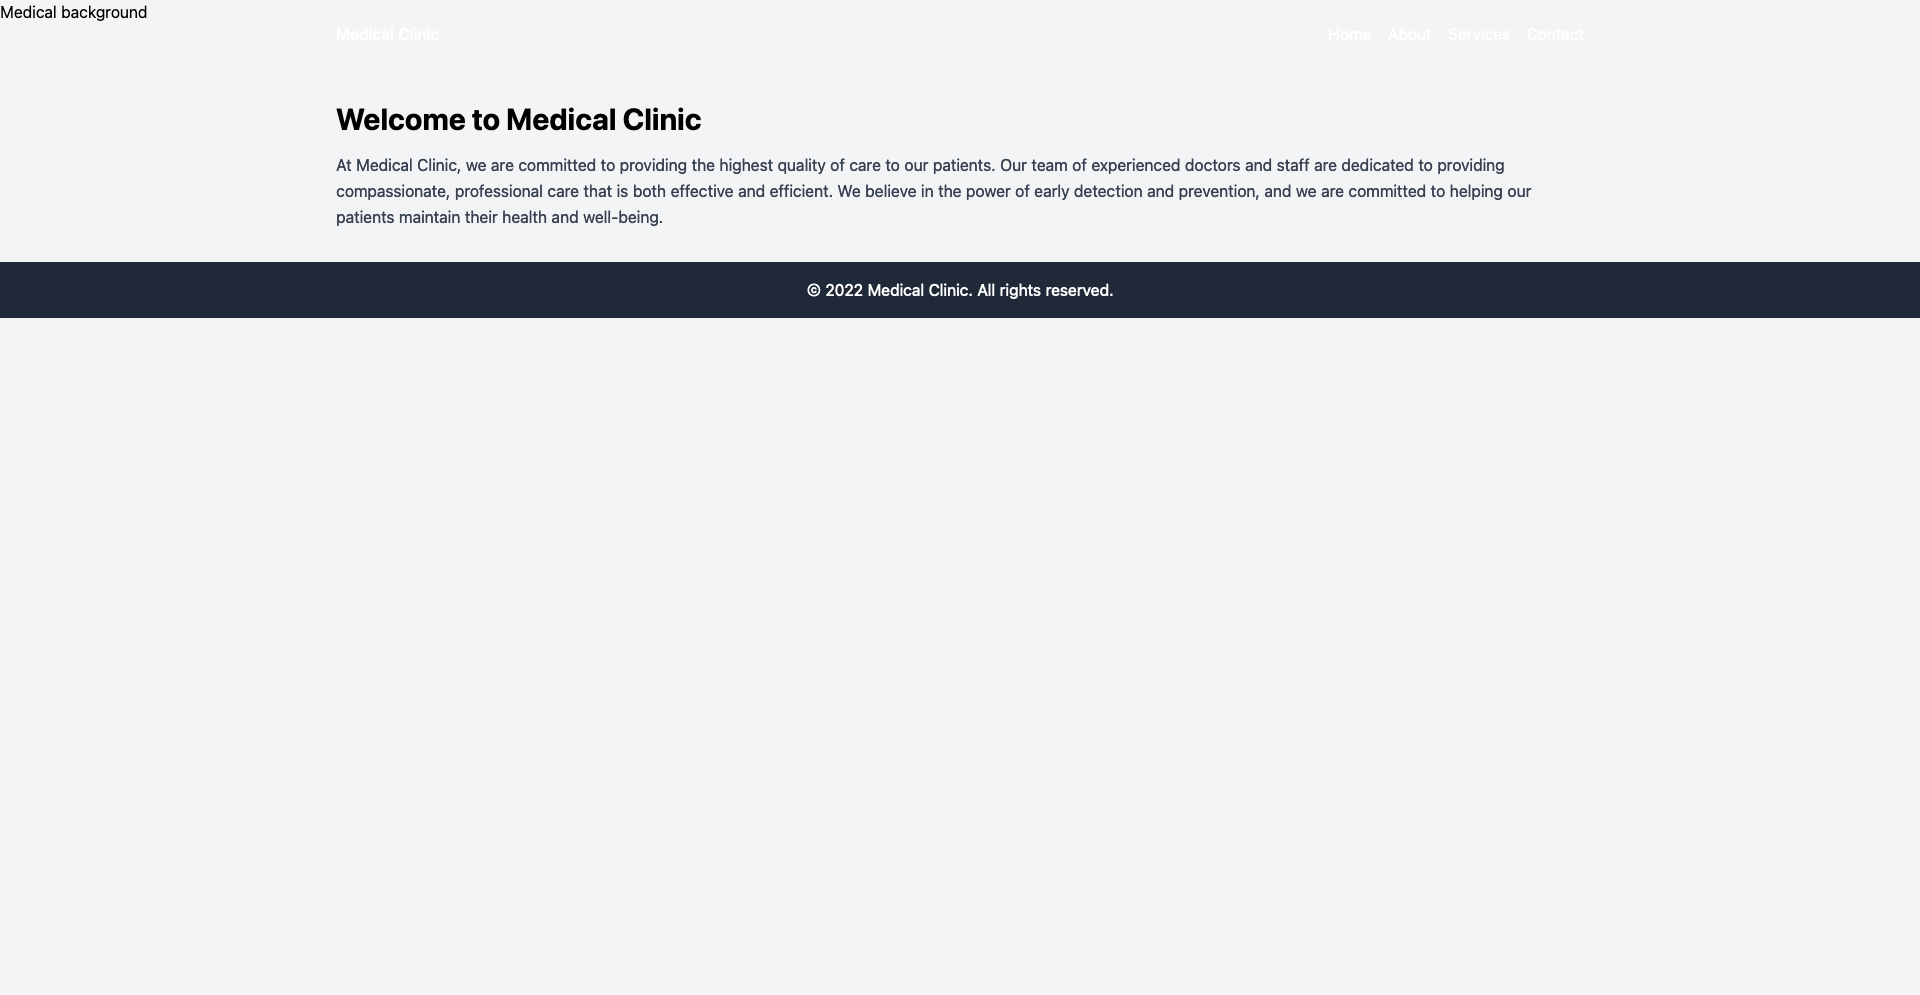 Medical background
Medical Clinic
Home About Services Contact
Welcome to Medical Clinic
At Medical Clinic, we are committed to providing the highest quality of care to our patients. Our team of experienced doctors and staff are dedicated to providing
compassionate, professional care that is both effective and efficient. We believe in the power of early detection and prevention, and we are committed to helping our
patients maintain their health and well-being.
© 2022 Medical Clinic. All rights reserved.